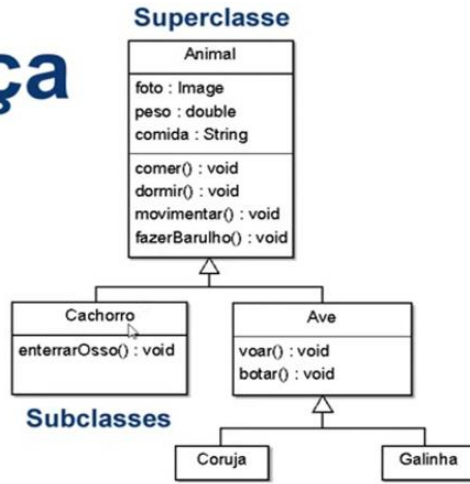 Superclasse
ça
Animal
foto : Image
peso : double
comida : String
comer() : void
dormir() : void
movimentar() : void
fazerBarulho() : void
Cachorro
enterrarOsso() : void
Ave
voar() : void
botar() : void
Subclasses
Coruja
Galinha